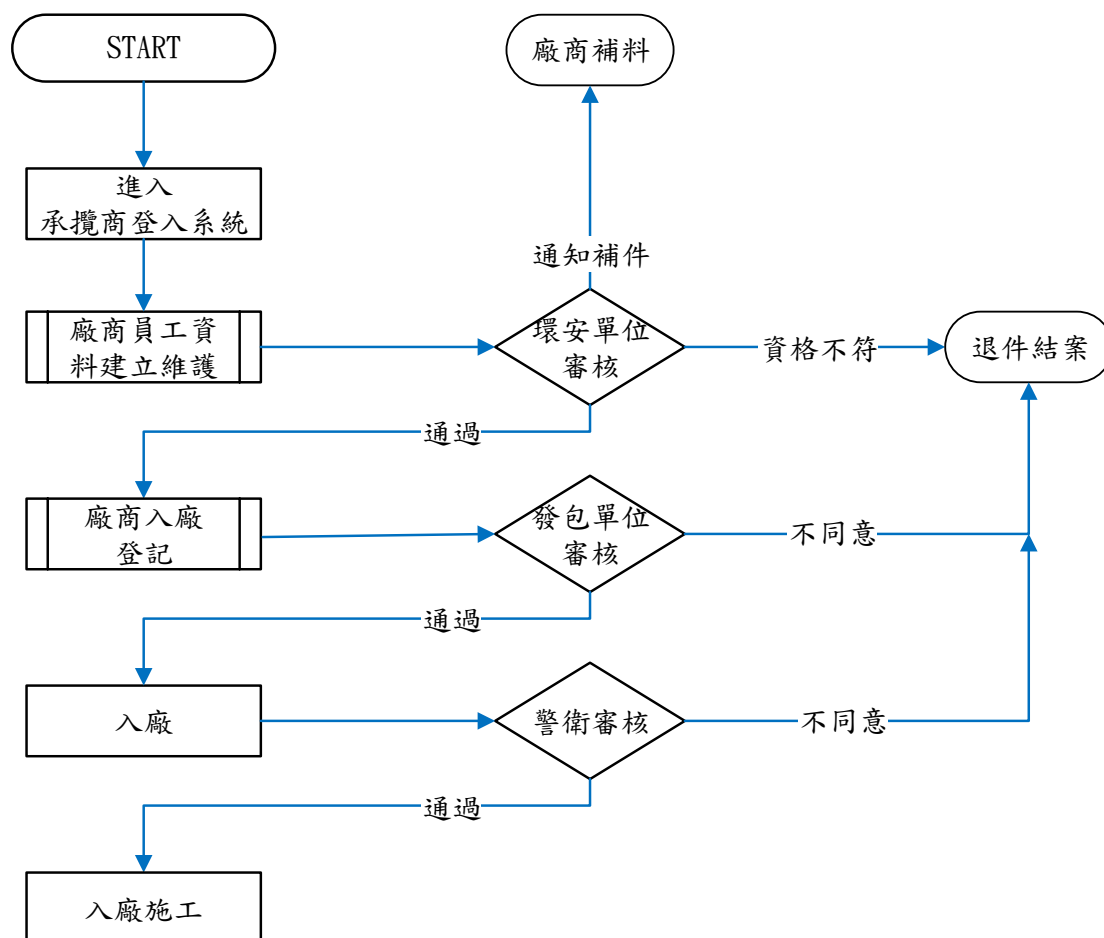 START
廠商補料
進入
承攬商登入系統
通知補件
廠商員工資
料建立維護
環安單位
審核
資格不符
退件結案
通過
廠商入廠
登記
發包單位
審核
不同意
通過
入廠
警衛審核
不同意
通過
入廠施工